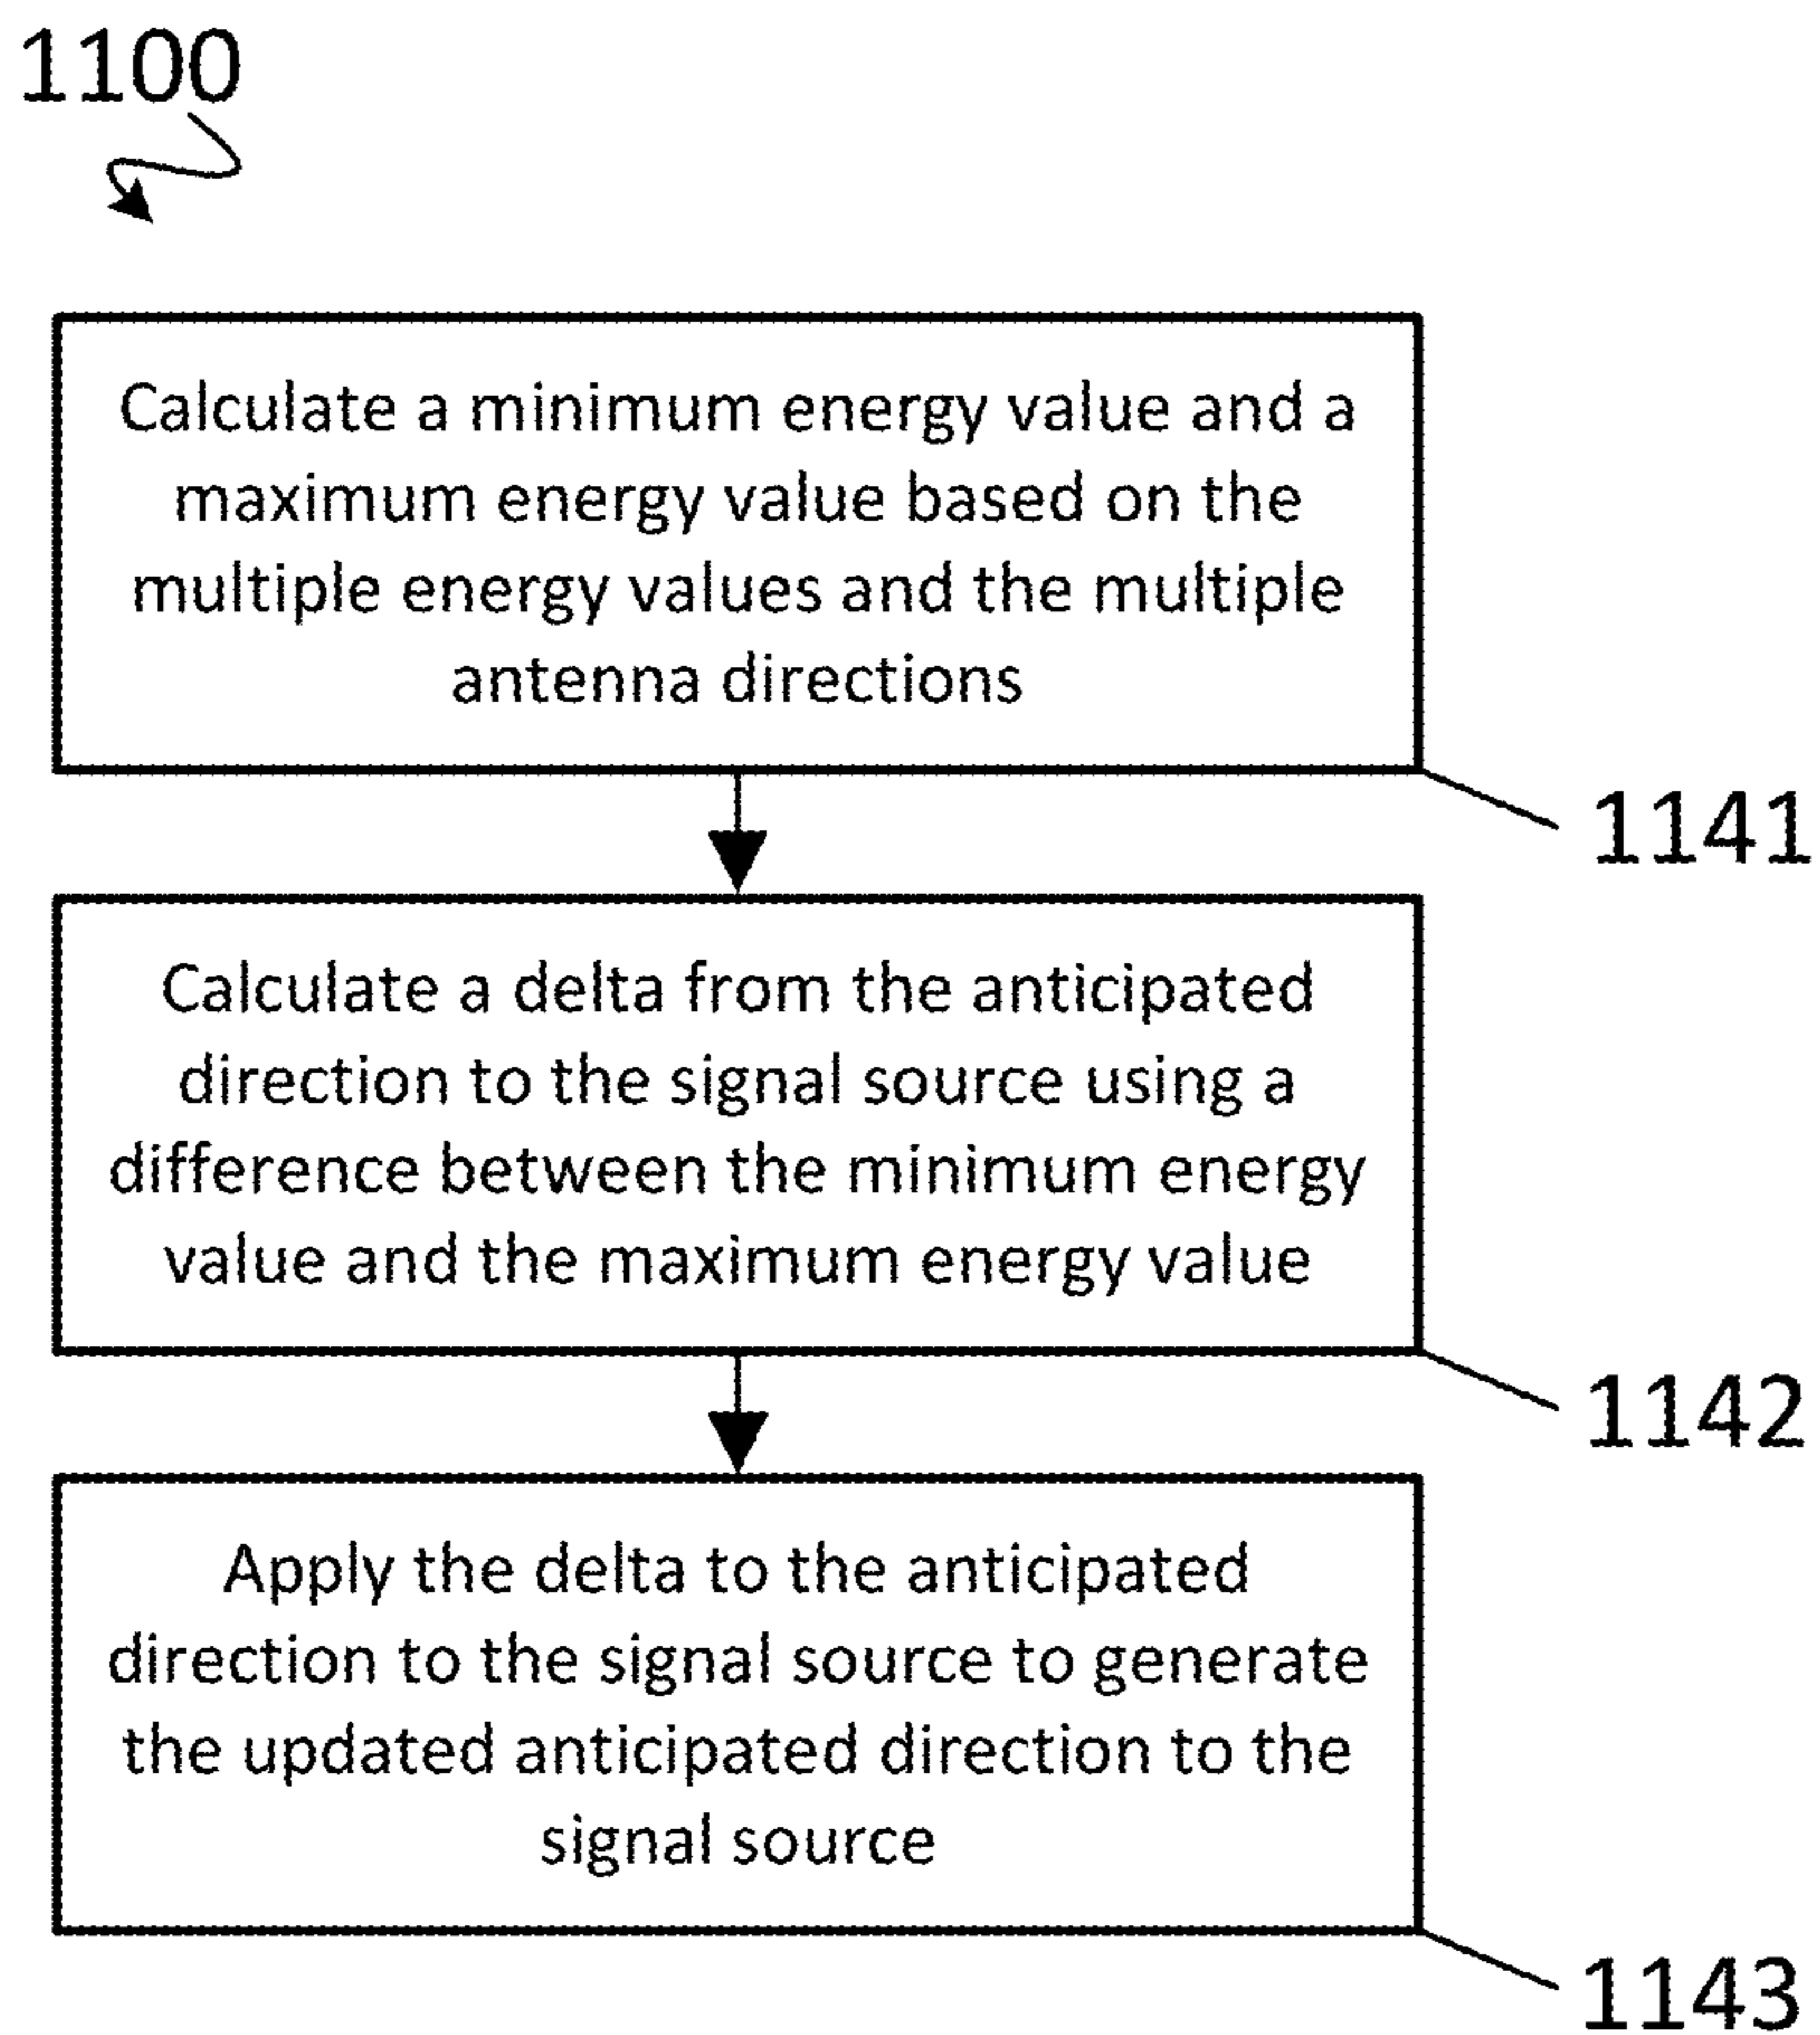 1100
Calculate a minimum energy value and a
maximum energy value based on the
multiple energy values and the multiple
antenna directions
1141
Calculate a delta from the anticipated
direction to the signal source using a
difference between the minimum energy
value and the maximum energy value
1142
Apply the delta to the anticipated
direction to the signal source to generate
the updated anticipated direction to the
signal source
1143